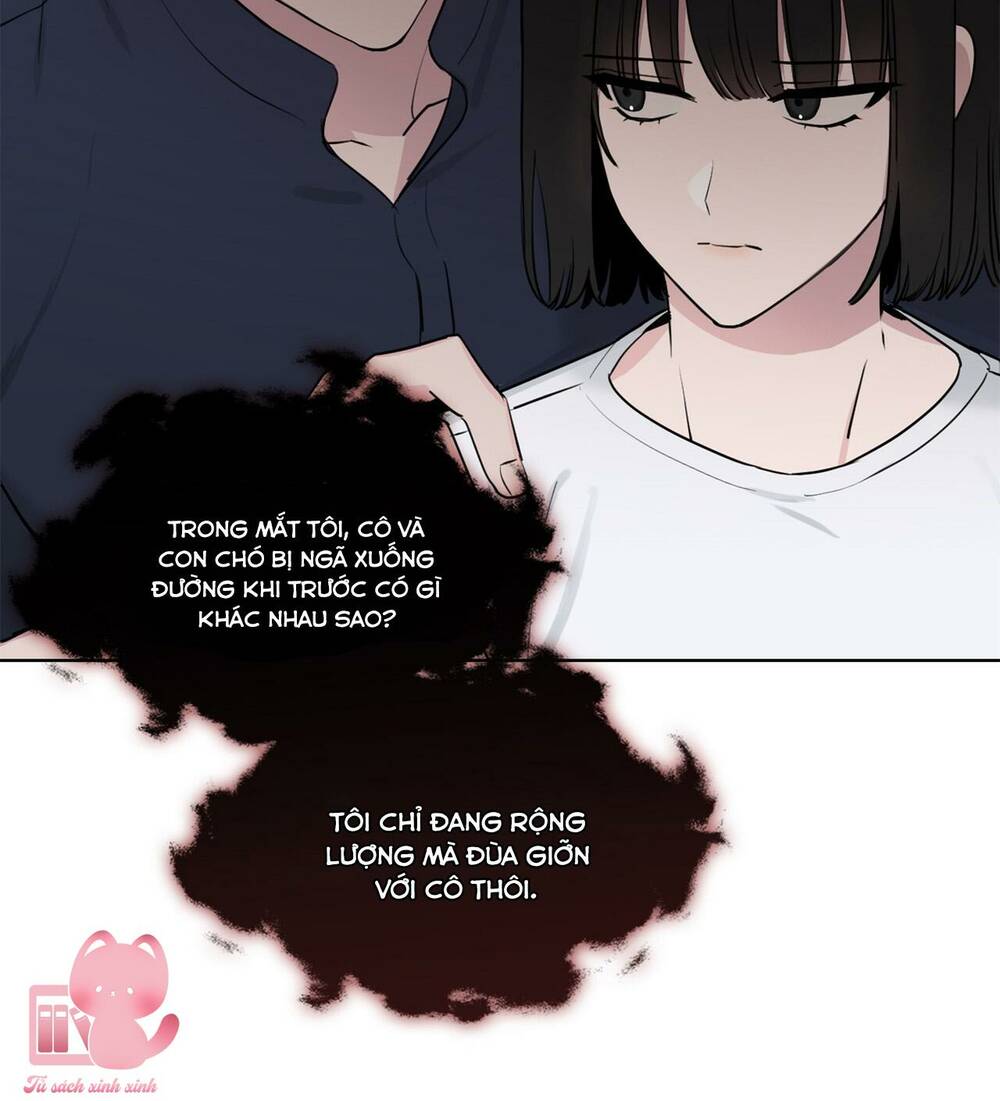 TRONG MẮT TÔI, CÔ VÀ
CON CHÓ BỊ NGÃ XUỐNG
ĐƯỜNG KHI TRƯỚC CÓ GÌ
KHÁC NHAU SAO?
TÔI CHỈ ĐANG RỘNG
LƯỢNG MÀ ĐÙA GIỠN
VỚI CÔ THÔI.
Tủ sách xinh xinh